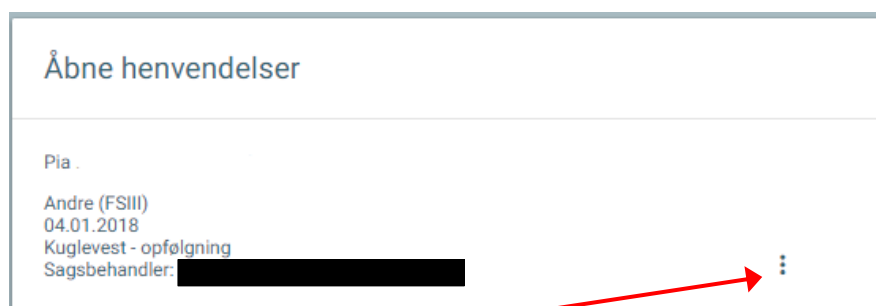 Åbne henvendelser
Pia .
Andre (FSIII)
04.01.2018
Kuglevest - opfølgning
Sagsbehandler: